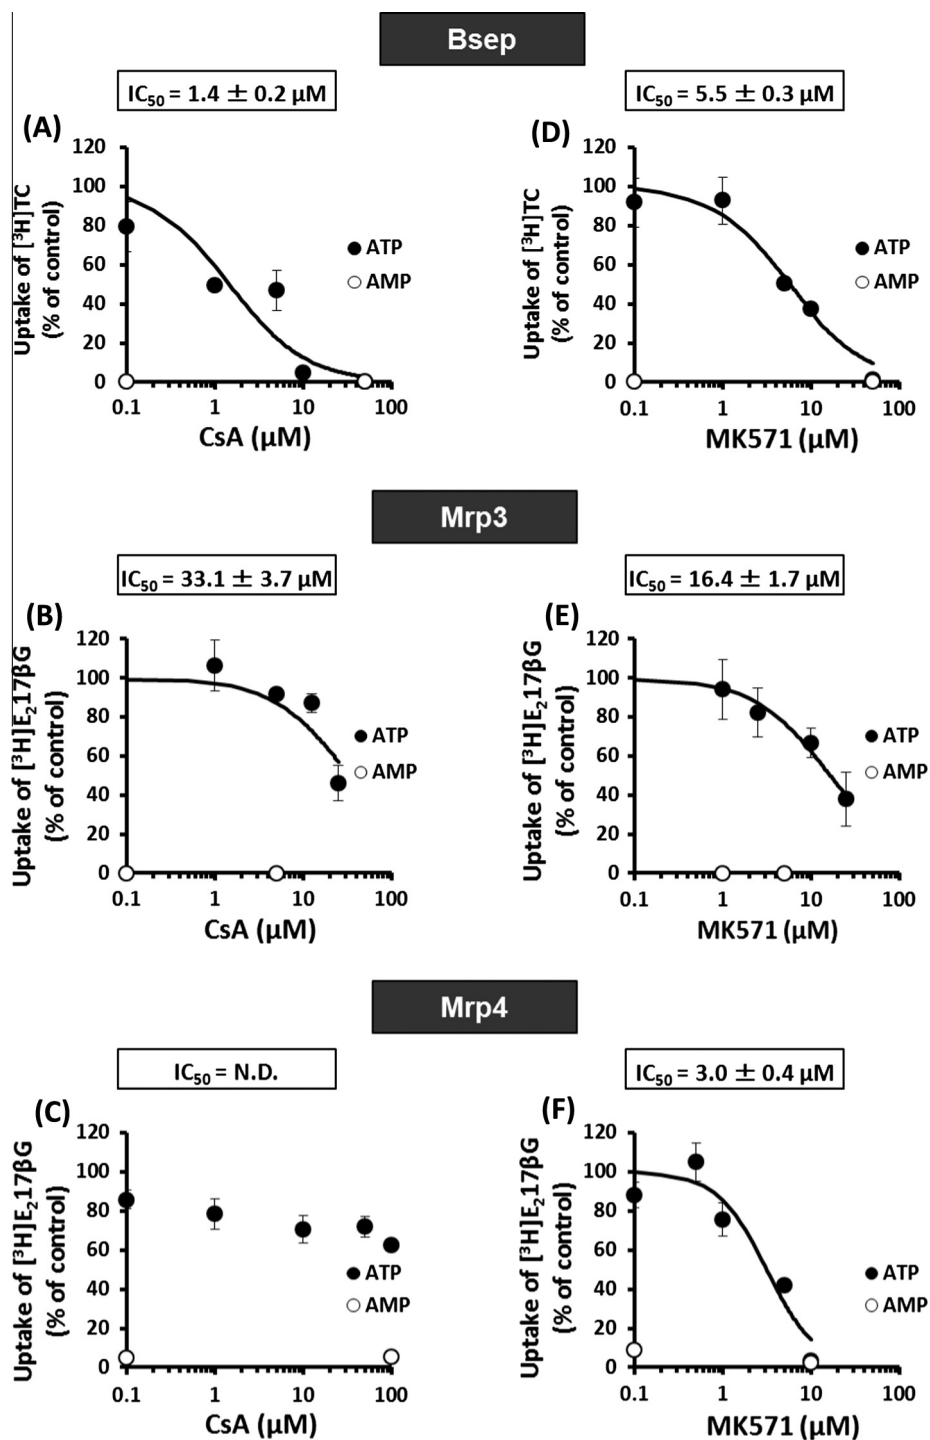 Bsep
IC50 = 1.4 ± 0.2 µM
(A)
120
100
80
60
40
20
0
Uptake of [³H]TC
(% of control)
ATP
AMP
0.1 1 10 100
CsA (µM)
IC50 = 5.5 ± 0.3 µM
(D)
120
100
80
60
40
20
0
Uptake of [³H]TC
(% of control)
ATP
AMP
0.1 1 10 100
MK571 (µM)
Mrp3
IC50 = 33.1 ± 3.7 µM
(B)
120
100
80
60
40
20
0
Uptake of [³H]E₂17βG
(% of control)
ATP
AMP
0.1 1 10 100
CsA (µM)
IC50 = 16.4 ± 1.7 µM
(E)
120
100
80
60
40
20
0
Uptake of [³H]E₂17βG
(% of control)
ATP
AMP
0.1 1 10 100
MK571 (µM)
Mrp4
IC50 = N.D.
(C)
120
100
80
60
40
20
0
Uptake of [³H]E₂17βG
(% of control)
ATP
AMP
0.1 1 10 100
CsA (µM)
IC50 = 3.0 ± 0.4 µM
(F)
120
100
80
60
40
20
0
Uptake of [³H]E₂17βG
(% of control)
ATP
AMP
0.1 1 10 100
MK571 (µM)